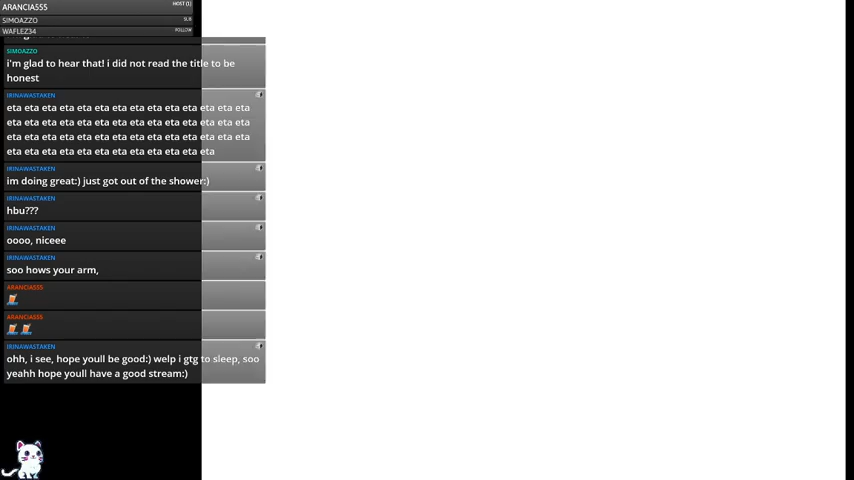 ARANCIA555 HOST (1)
SIMOAZZO SUB
WAFLEZ34 FOLLOW
SIMOAZZO
i'm glad to hear that! i did not read the title to be
honest
IRINAWASTAKEN
eta eta eta eta eta eta eta eta eta eta eta eta eta eta
eta eta eta eta eta eta eta eta eta eta eta eta eta eta
eta eta eta eta eta eta eta eta eta eta eta eta eta eta
eta eta eta eta eta eta eta eta eta eta eta eta
IRINAWASTAKEN
im doing great:) just got out of the shower:)
IRINAWASTAKEN
hbu???
IRINAWASTAKEN
oooo, niceee
IRINAWASTAKEN
soo hows your arm,
ARANCIA555
ARANCIA555
IRINAWASTAKEN
ohh, i see, hope youll be good:) welp i gtg to sleep, soo
yeahh hope youll have a good stream:)